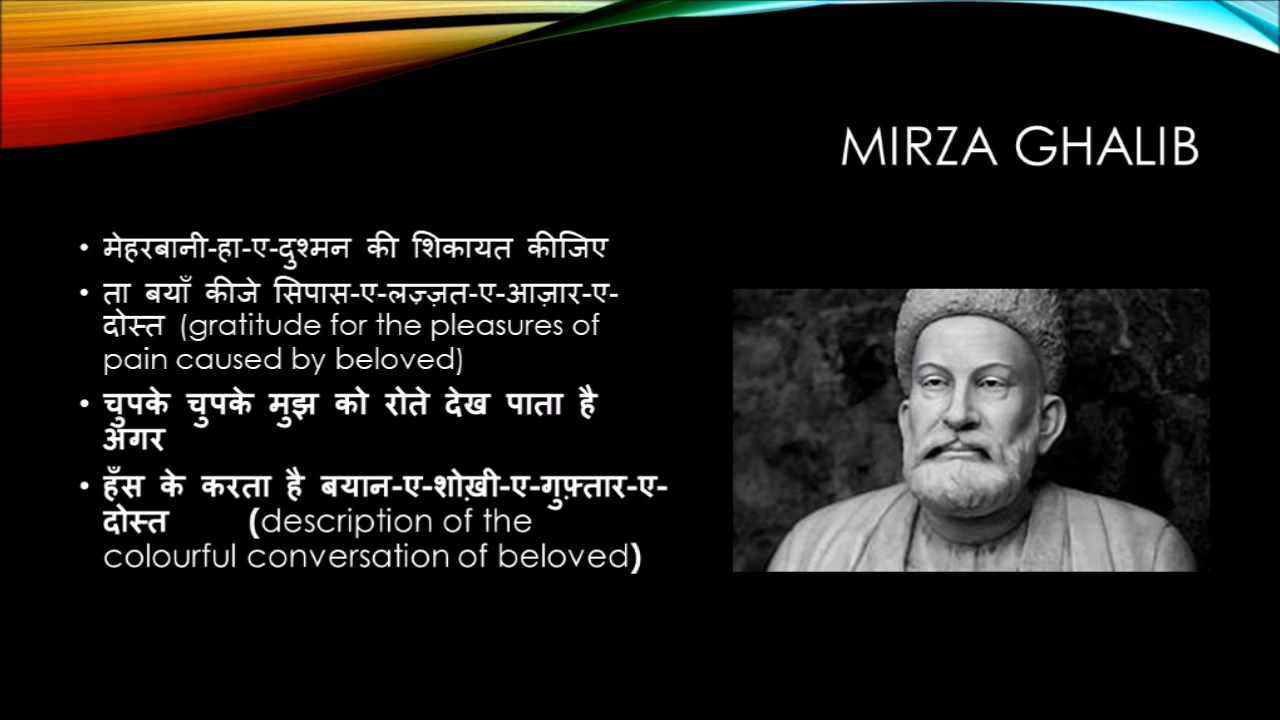 MIRZA GHALIB
• मेहरबानी-हा-ए-दुश्मन की शिकायत कीजिए
• ता बयाँ कीजे सिपास-ए-लज़्ज़त-ए-आज़ार-ए-
दोस्त (gratitude for the pleasures of
pain caused by beloved)
• चुपके चुपके मुझ को रोते देख पाता है
अगर
• हँस के करता है बयान-ए-शोख़ी-ए-गुफ़्तार-ए-
दोस्त (description of the
colourful conversation of beloved)